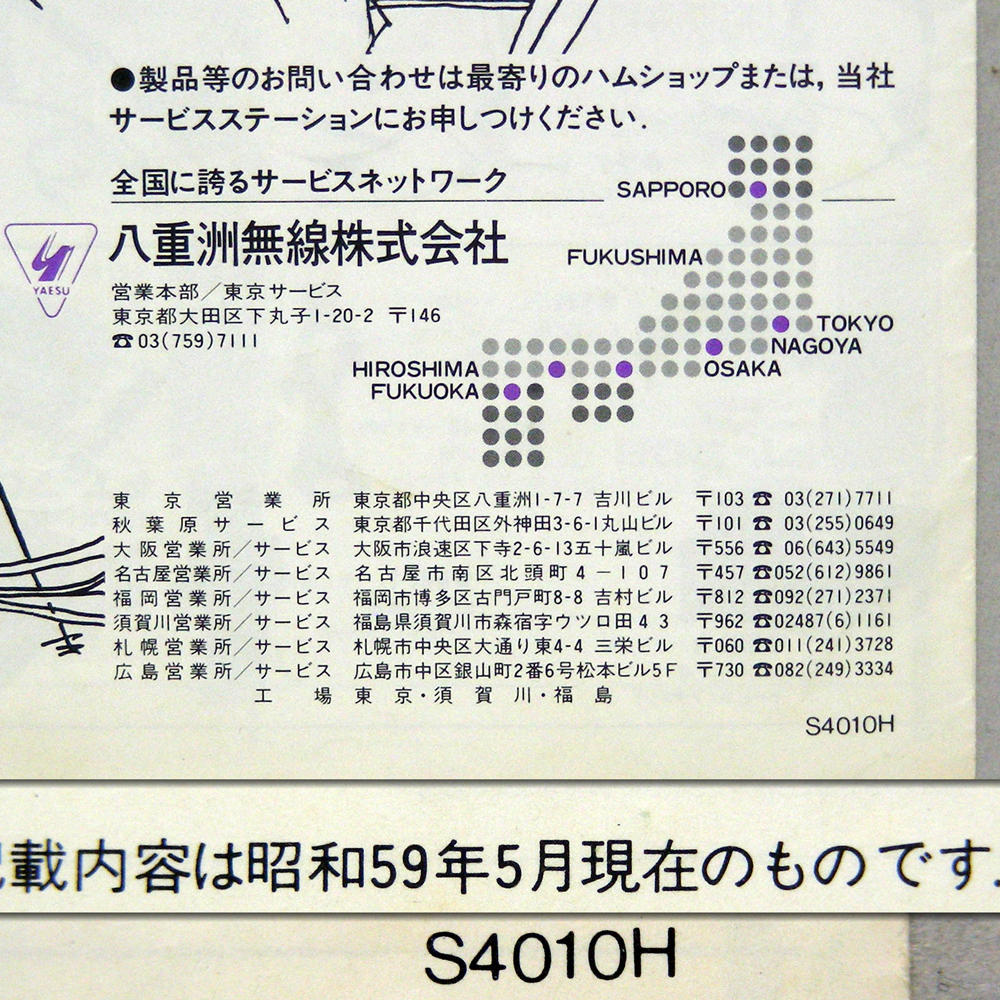 ●製品等のお問い合わせは最寄りのハムショップまたは，当社
サービスステーションにお申しつけください．
全国に誇るサービスネットワーク
八重洲無線株式会社
YAESU
営業本部／東京サービス
東京都大田区下丸子1-20-2 〒146
☎03(759)7111
SAPPORO
FUKUSHIMA
TOKYO
NAGOYA
OSAKA
HIROSHIMA
FUKUOKA
東京営業所 東京都中央区八重洲1-7-7 吉川ビル 〒103 ☎ 03(271)7711
秋葉原サービス 東京都千代田区外神田3-6-1丸山ビル 〒101 ☎ 03(255)0649
大阪営業所／サービス 大阪市浪速区下寺2-6-13五十嵐ビル 〒556 ☎ 06(643)5549
名古屋営業所／サービス 名古屋市南区北頭町4－107 〒457 ☎052(612)9861
福岡営業所／サービス 福岡市博多区古門戸町8-8 吉村ビル 〒812 ☎092(271)2371
須賀川営業所／サービス 福島県須賀川市森宿字ウツロ田43 〒962 ☎02487(6)1161
札幌営業所／サービス 札幌市中央区大通り東4-4 三栄ビル 〒060 ☎011(241)3728
広島営業所／サービス 広島市中区銀山町2番6号松本ビル5F 〒730 ☎082(249)3334
工場 東京・須賀川・福島
S4010H
記載内容は昭和59年5月現在のものです．
S4010H